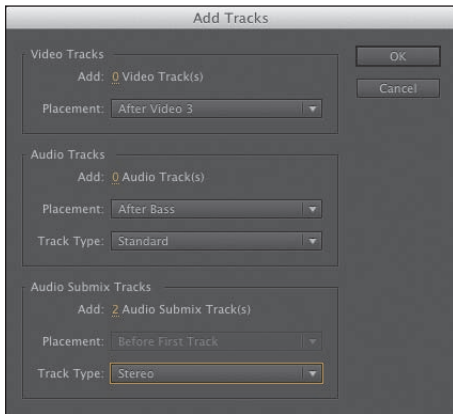 Add Tracks
Video Tracks
OK
Add: 0 Video Track(s)
Cancel
Placement: After Video 3
Audio Tracks
Add: 0 Audio Track(s)
Placement: After Bass
Track Type: Standard
Audio Submix Tracks
Add: 2 Audio Submix Track(s)
Placement: Before First Track
Track Type: Stereo